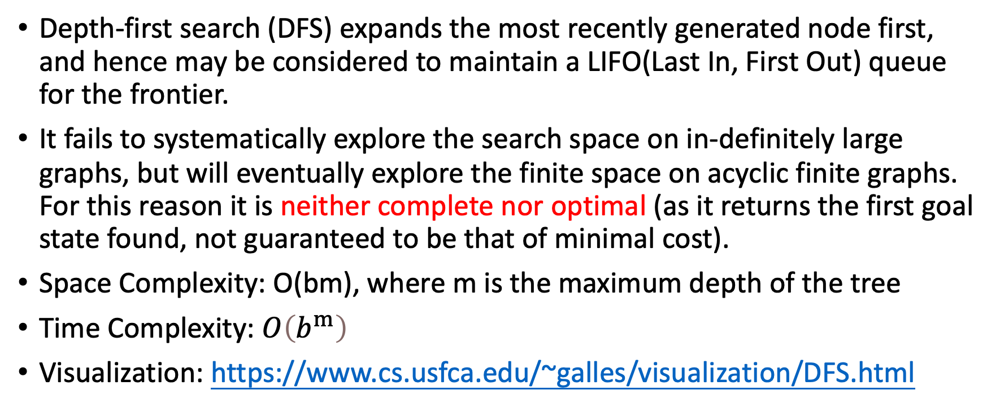 • Depth-first search (DFS) expands the most recently generated node first,
and hence may be considered to maintain a LIFO(Last In, First Out) queue
for the frontier.
• It fails to systematically explore the search space on in-definitely large
graphs, but will eventually explore the finite space on acyclic finite graphs.
For this reason it is neither complete nor optimal (as it returns the first goal
state found, not guaranteed to be that of minimal cost).
• Space Complexity: O(bm), where m is the maximum depth of the tree
• Time Complexity: O(b^m)
• Visualization: https://www.cs.usfca.edu/~galles/visualization/DFS.html